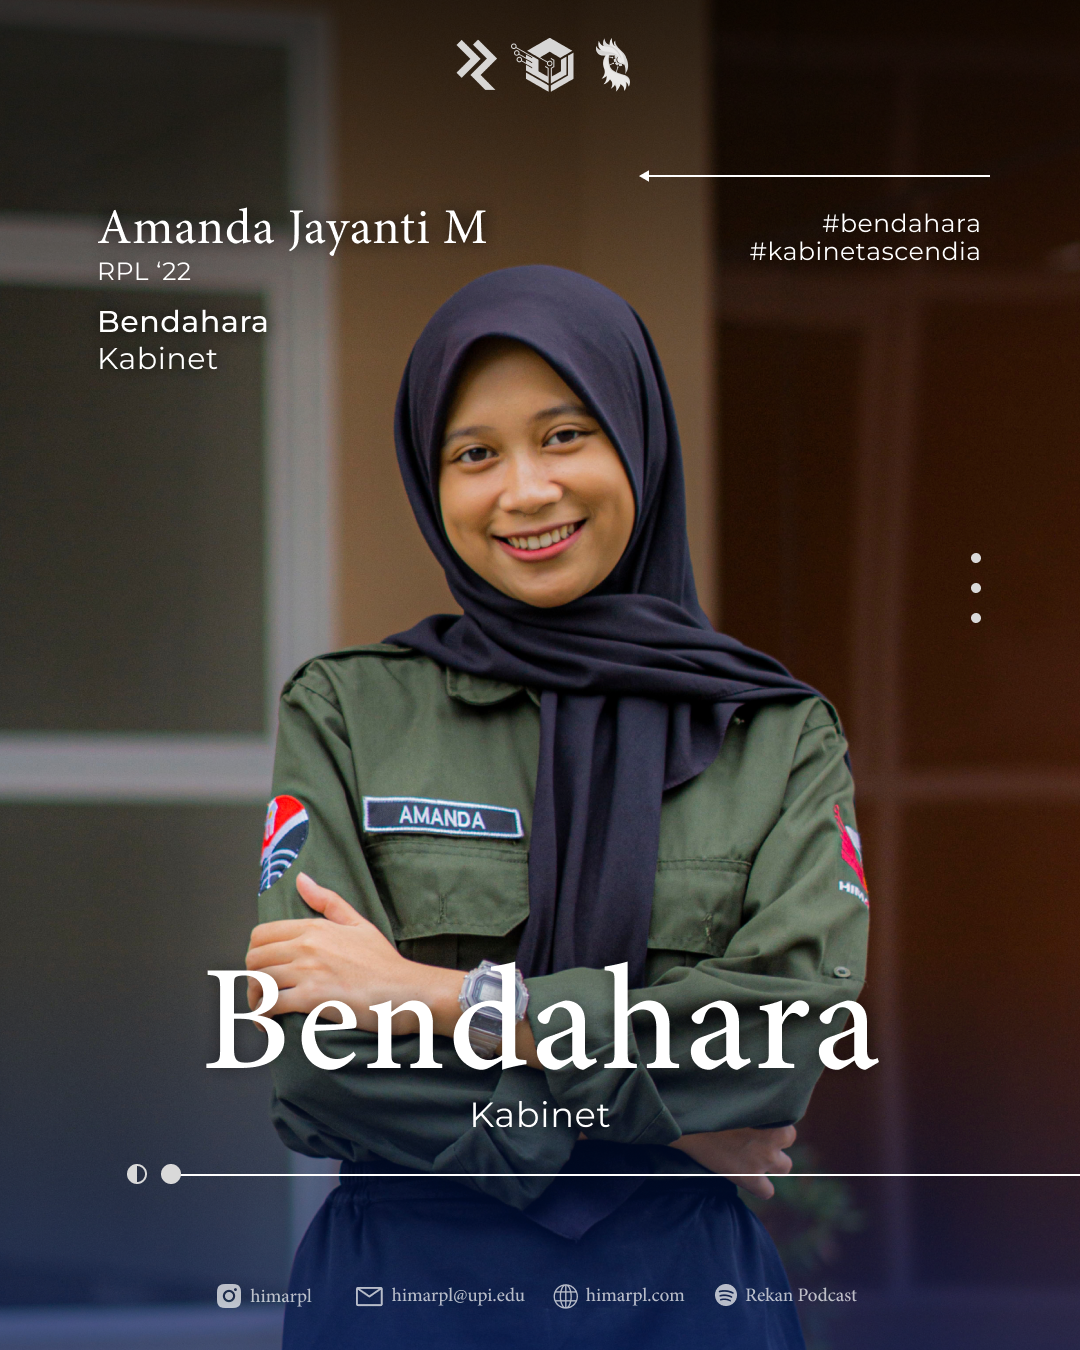 Amanda Jayanti M
RPL ‘22
Bendahara
Kabinet
#bendahara
#kabinetascendia
AMANDA
Bendahara
Kabinet
himarpl
himarpl@upi.edu
himarpl.com
Rekan Podcast